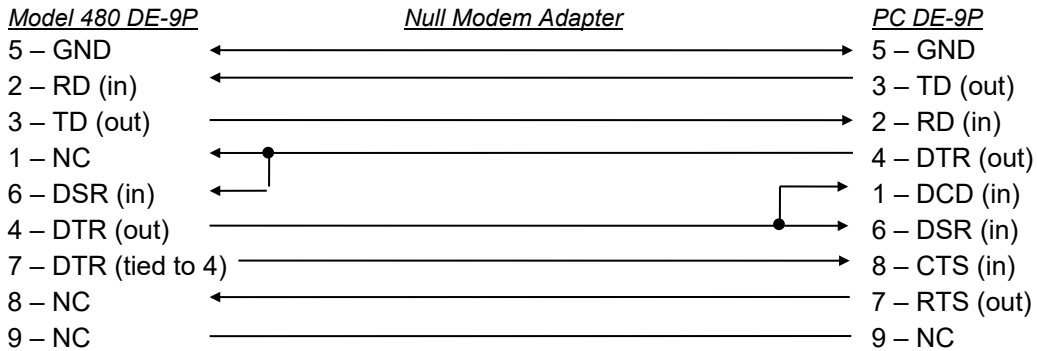 Model 480 DE-9P Null Modem Adapter PC DE-9P
5 – GND 5 – GND
2 – RD (in) 3 – TD (out)
3 – TD (out) 2 – RD (in)
1 – NC 4 – DTR (out)
6 – DSR (in) 1 – DCD (in)
4 – DTR (out) 6 – DSR (in)
7 – DTR (tied to 4) 8 – CTS (in)
8 – NC 7 – RTS (out)
9 – NC 9 – NC